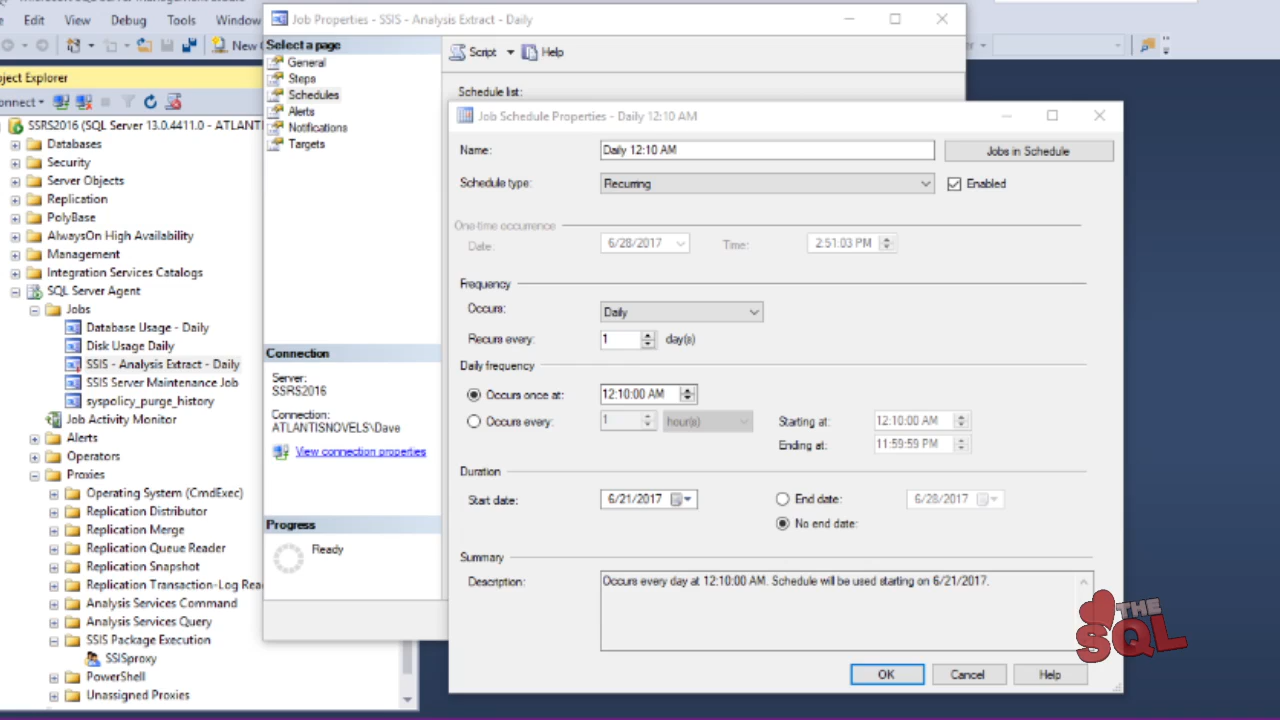 Edit View Debug Tools Window
New
ject Explorer
onnect
SSRS2016 (SQL Server 13.0.4411.0 - ATLANTI
Databases
Security
Server Objects
Replication
PolyBase
AlwaysOn High Availability
Management
Integration Services Catalogs
SQL Server Agent
Jobs
Database Usage - Daily
Disk Usage Daily
SSIS - Analysis Extract - Daily
SSIS Server Maintenance Job
syspolicy_purge_history
Job Activity Monitor
Alerts
Operators
Proxies
Operating System (CmdExec)
Replication Distributor
Replication Merge
Replication Queue Reader
Replication Snapshot
Replication Transaction-Log Rea
Analysis Services Command
Analysis Services Query
SSIS Package Execution
SSISproxy
PowerShell
Unassigned Proxies
Job Properties - SSIS - Analysis Extract - Daily
Select a page
General
Steps
Schedules
Alerts
Notifications
Targets
Connection
Server:
SSRS2016
Connection:
ATLANTISNOVELS\Dave
View connection properties
Progress
Ready
Script Help
Schedule list:
Job Schedule Properties - Daily 12:10 AM
Name: Daily 12:10 AM Jobs in Schedule
Schedule type: Recurring Enabled
One-time occurrence
Date: 6/28/2017 Time: 2:51:03 PM
Frequency
Occurs: Daily
Recurs every: 1 day(s)
Daily frequency
Occurs once at: 12:10:00 AM
Occurs every: 1 hour(s) Starting at: 12:10:00 AM
Ending at: 11:59:59 PM
Duration
Start date: 6/21/2017 End date: 6/28/2017
No end date:
Summary
Description: Occurs every day at 12:10:00 AM. Schedule will be used starting on 6/21/2017.
OK Cancel Help
THE
SQL